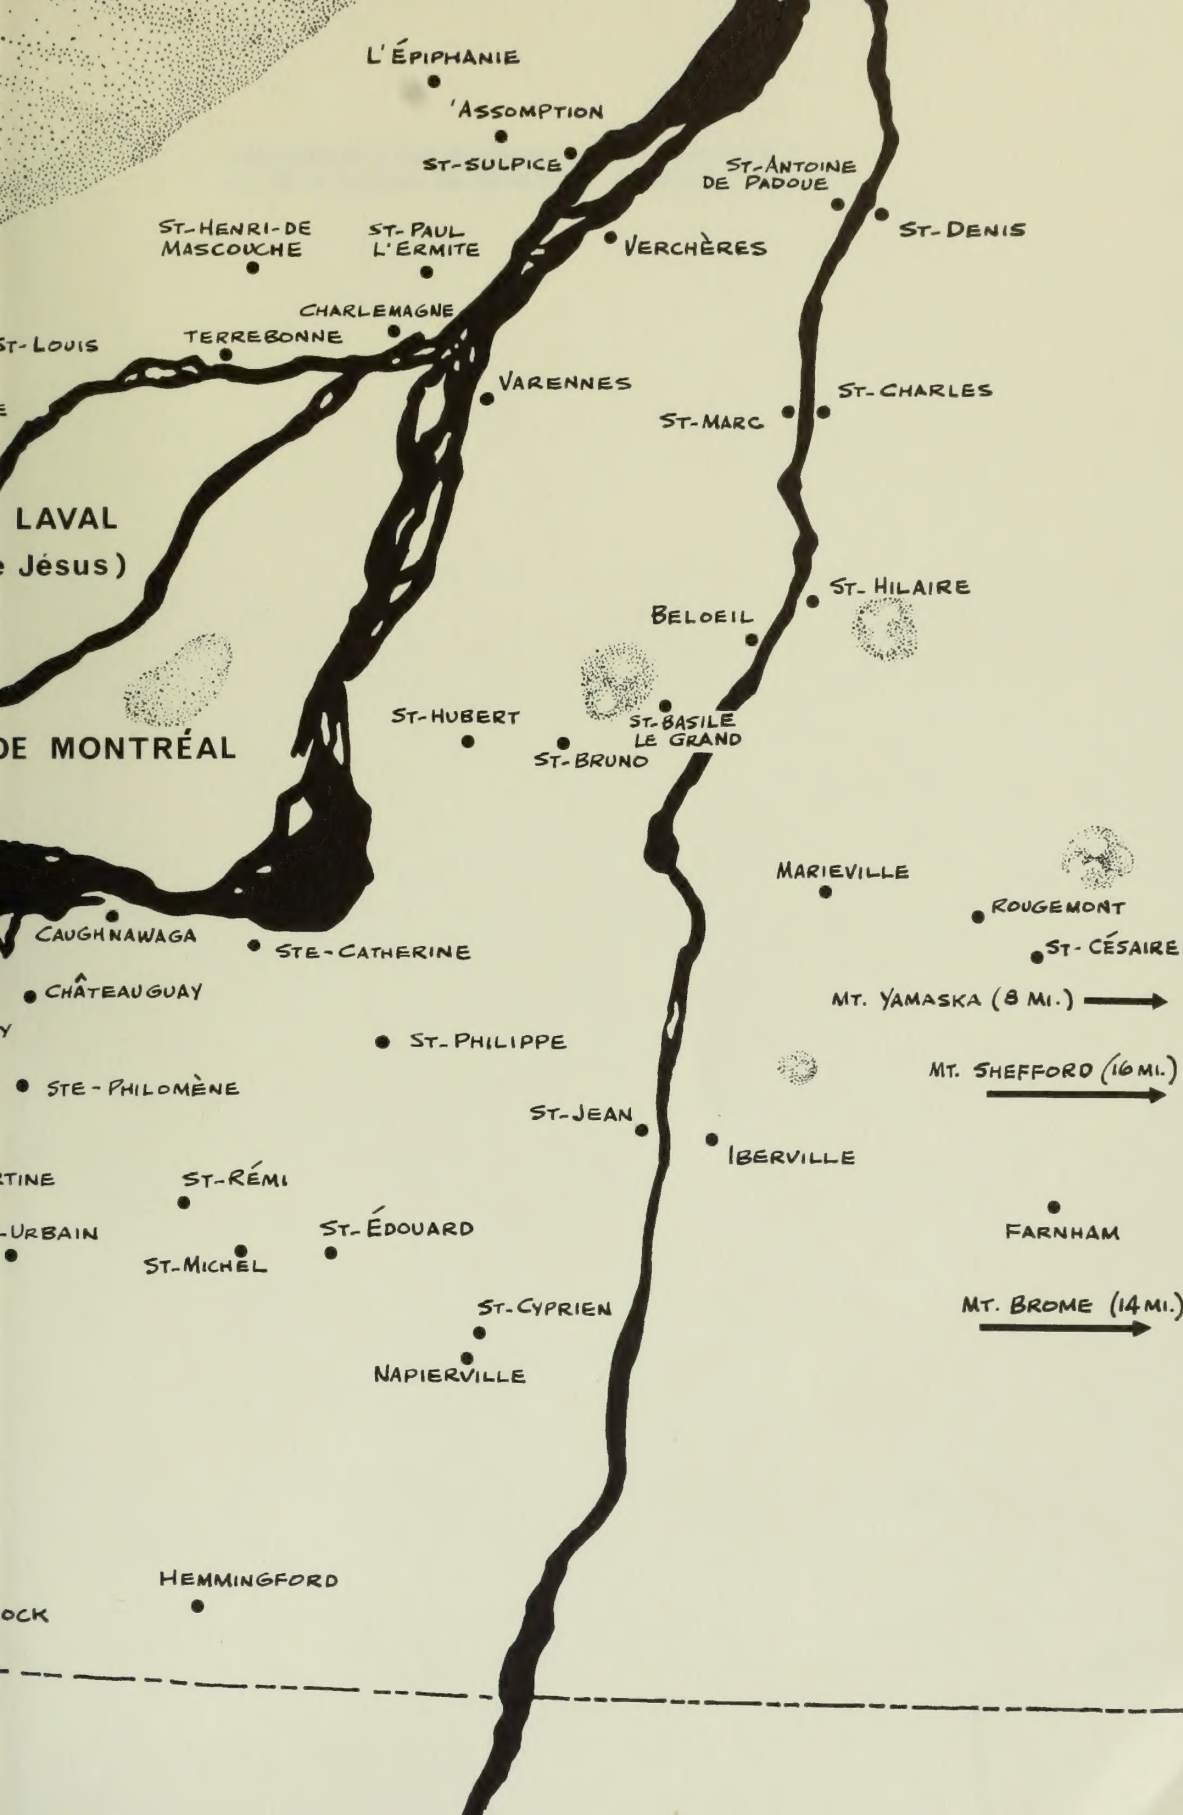 L'ÉPIPHANIE
'ASSOMPTION
ST-SULPICE
ST-ANTOINE
DE PADOUE
ST-DENIS
ST-HENRI-DE
MASCOUCHE
ST-PAUL
L'ERMITE
VERCHÈRES
CHARLEMAGNE
TERREBONNE
ST-LOUIS
E
VARENNES
ST-CHARLES
ST-MARC
LAVAL
e Jésus)
ST-HILAIRE
BELOEIL
ST-HUBERT
ST-BASILE
LE GRAND
ST-BRUNO
DE MONTRÉAL
MARIEVILLE
ROUGEMONT
CAUGHNAWAGA
STE-CATHERINE
ST-CÉSAIRE
CHÂTEAUGUAY
MT. YAMASKA (8 MI.)
Y
ST-PHILIPPE
MT. SHEFFORD (16 MI.)
STE-PHILOMÈNE
ST-JEAN
IBERVILLE
RTINE
ST-RÉMI
-URBAIN
ST-ÉDOUARD
FARNHAM
ST-MICHEL
ST-CYPRIEN
MT. BROME (14 MI.)
NAPIERVILLE
HEMMINGFORD
OCK